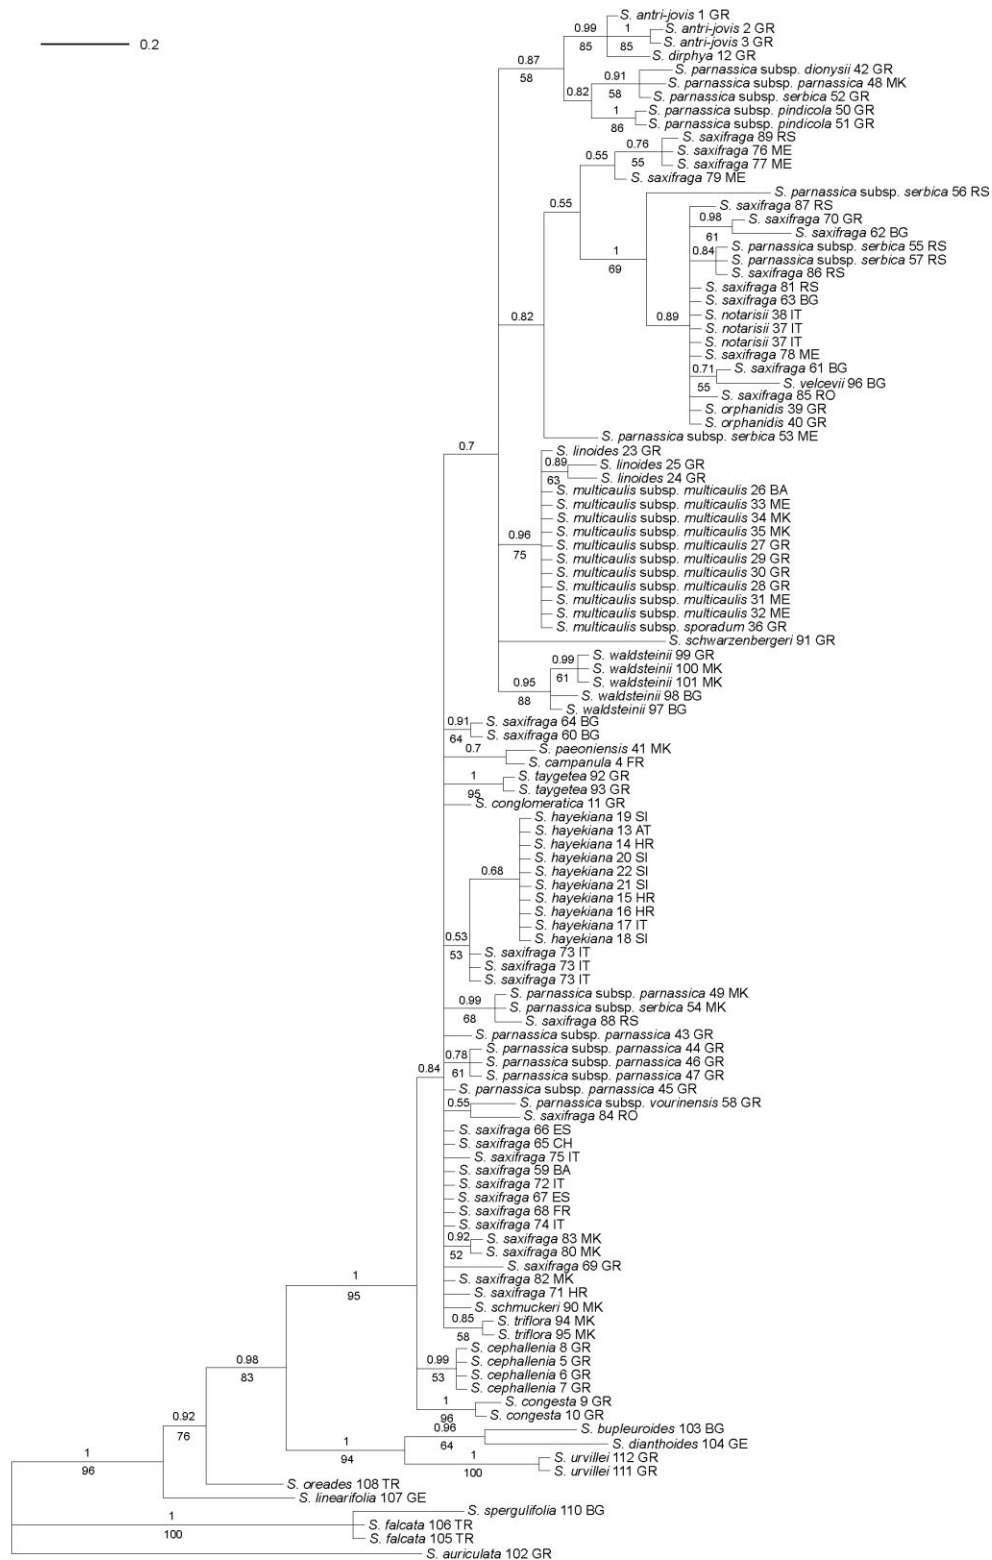 S. antri-jovis 1 GR
0.2
0.99
1
S. antri-jovis 2 GR
85
85
S. antri-jovis 3 GR
S. dirphya 12 GR
0.87
58
S. parnassica subsp. dionysii 42 GR
0.91
S. parnassica subsp. parnassica 48 MK
0.82
58
S. parnassica subsp. serbica 52 GR
1
S. parnassica subsp. pindicola 50 GR
86
S. parnassica subsp. pindicola 51 GR
S. saxifraga 89 RS
0.76
S. saxifraga 76 ME
0.55
55
S. saxifraga 77 ME
S. saxifraga 79 ME
S. parnassica subsp. serbica 56 RS
0.55
S. saxifraga 87 RS
0.98
S. saxifraga 70 GR
61
S. saxifraga 62 BG
1
0.84
S. parnassica subsp. serbica 55 RS
S. parnassica subsp. serbica 57 RS
69
S. saxifraga 86 RS
S. saxifraga 81 RS
S. saxifraga 63 BG
0.82
0.89
S. notarisii 38 IT
S. notarisii 37 IT
S. notarisii 37 IT
S. saxifraga 78 ME
0.71
S. saxifraga 61 BG
55
S. velcevii 96 BG
S. saxifraga 85 RO
S. orphanidis 39 GR
S. orphanidis 40 GR
S. parnassica subsp. serbica 53 ME
0.7
S. linoides 23 GR
0.89
S. linoides 25 GR
63
S. linoides 24 GR
S. multicaulis subsp. multicaulis 26 BA
S. multicaulis subsp. multicaulis 33 ME
S. multicaulis subsp. multicaulis 34 MK
S. multicaulis subsp. multicaulis 35 MK
0.96
S. multicaulis subsp. multicaulis 27 GR
75
S. multicaulis subsp. multicaulis 29 GR
S. multicaulis subsp. multicaulis 30 GR
S. multicaulis subsp. multicaulis 28 GR
S. multicaulis subsp. multicaulis 31 ME
S. multicaulis subsp. multicaulis 32 ME
S. multicaulis subsp. sporadum 36 GR
S. schwarzenbergeri 91 GR
S. waldsteinii 99 GR
0.99
S. waldsteinii 100 MK
61
S. waldsteinii 101 MK
0.95
88
S. waldsteinii 98 BG
S. waldsteinii 97 BG
0.91
S. saxifraga 64 BG
64
S. saxifraga 60 BG
0.7
S. paeoniensis 41 MK
S. campanula 4 FR
1
S. taygetea 92 GR
95
S. taygetea 93 GR
S. conglomeratica 11 GR
S. hayekiana 19 SI
S. hayekiana 13 AT
S. hayekiana 14 HR
S. hayekiana 20 SI
0.68
S. hayekiana 22 SI
S. hayekiana 21 SI
S. hayekiana 15 HR
S. hayekiana 16 HR
S. hayekiana 17 IT
S. hayekiana 18 SI
0.53
53
S. saxifraga 73 IT
S. saxifraga 73 IT
S. saxifraga 73 IT
S. parnassica subsp. parnassica 49 MK
0.99
S. parnassica subsp. serbica 54 MK
68
S. saxifraga 88 RS
S. parnassica subsp. parnassica 43 GR
S. parnassica subsp. parnassica 44 GR
0.78
S. parnassica subsp. parnassica 46 GR
0.84
61
S. parnassica subsp. parnassica 47 GR
S. parnassica subsp. parnassica 45 GR
0.55
S. parnassica subsp. vourinensis 58 GR
S. saxifraga 84 RO
S. saxifraga 66 ES
S. saxifraga 65 CH
S. saxifraga 75 IT
S. saxifraga 59 BA
S. saxifraga 72 IT
S. saxifraga 67 ES
S. saxifraga 68 FR
S. saxifraga 74 IT
0.92
S. saxifraga 83 MK
52
S. saxifraga 80 MK
S. saxifraga 69 GR
1
S. saxifraga 82 MK
95
S. saxifraga 71 HR
S. schmuckeri 90 MK
0.85
S. triflora 94 MK
58
S. triflora 95 MK
S. cephallenia 8 GR
0.98
0.99
S. cephallenia 5 GR
83
53
S. cephallenia 6 GR
S. cephallenia 7 GR
1
S. congesta 9 GR
96
S. congesta 10 GR
0.92
76
0.96
S. bupleuroides 103 BG
1
64
S. dianthoides 104 GE
94
1
96
1
S. urvillei 112 GR
100
S. urvillei 111 GR
S. oreades 108 TR
S. linearifolia 107 GE
1
S. spergulifolia 110 BG
100
S. falcata 106 TR
S. falcata 105 TR
S. auriculata 102 GR